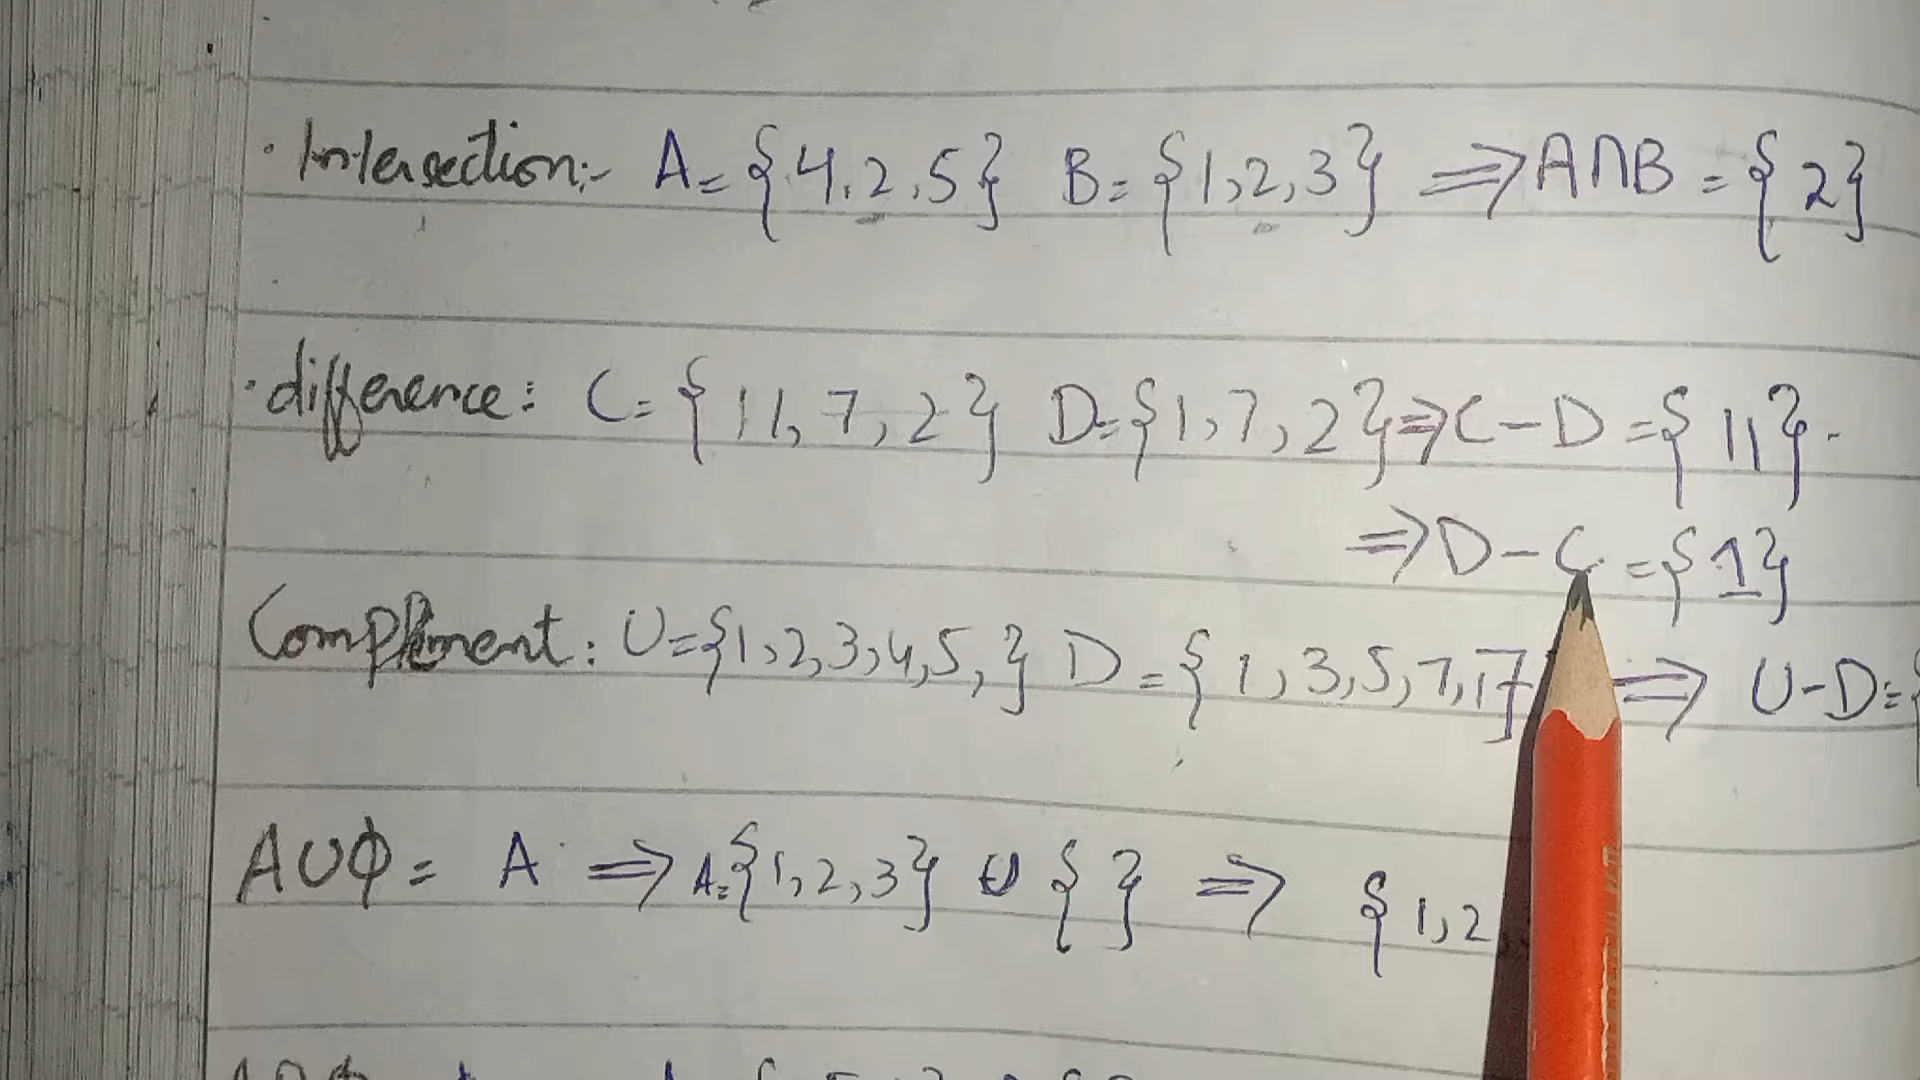 · Intersection:- A = {4, 2, 5} B = {1, 2, 3} ⇒ A∩B = {2}
· difference: C = {11, 7, 2} D = {1, 7, 2} ⇒ C - D = {11}.
⇒ D - C = {1}
Compliment: U = {1, 2, 3, 4, 5, } D = {1, 3, 5, 7, 17 ⇒ U - D = {
A∪Φ = A ⇒ A = {1, 2, 3} ∪ { } ⇒ {1, 2